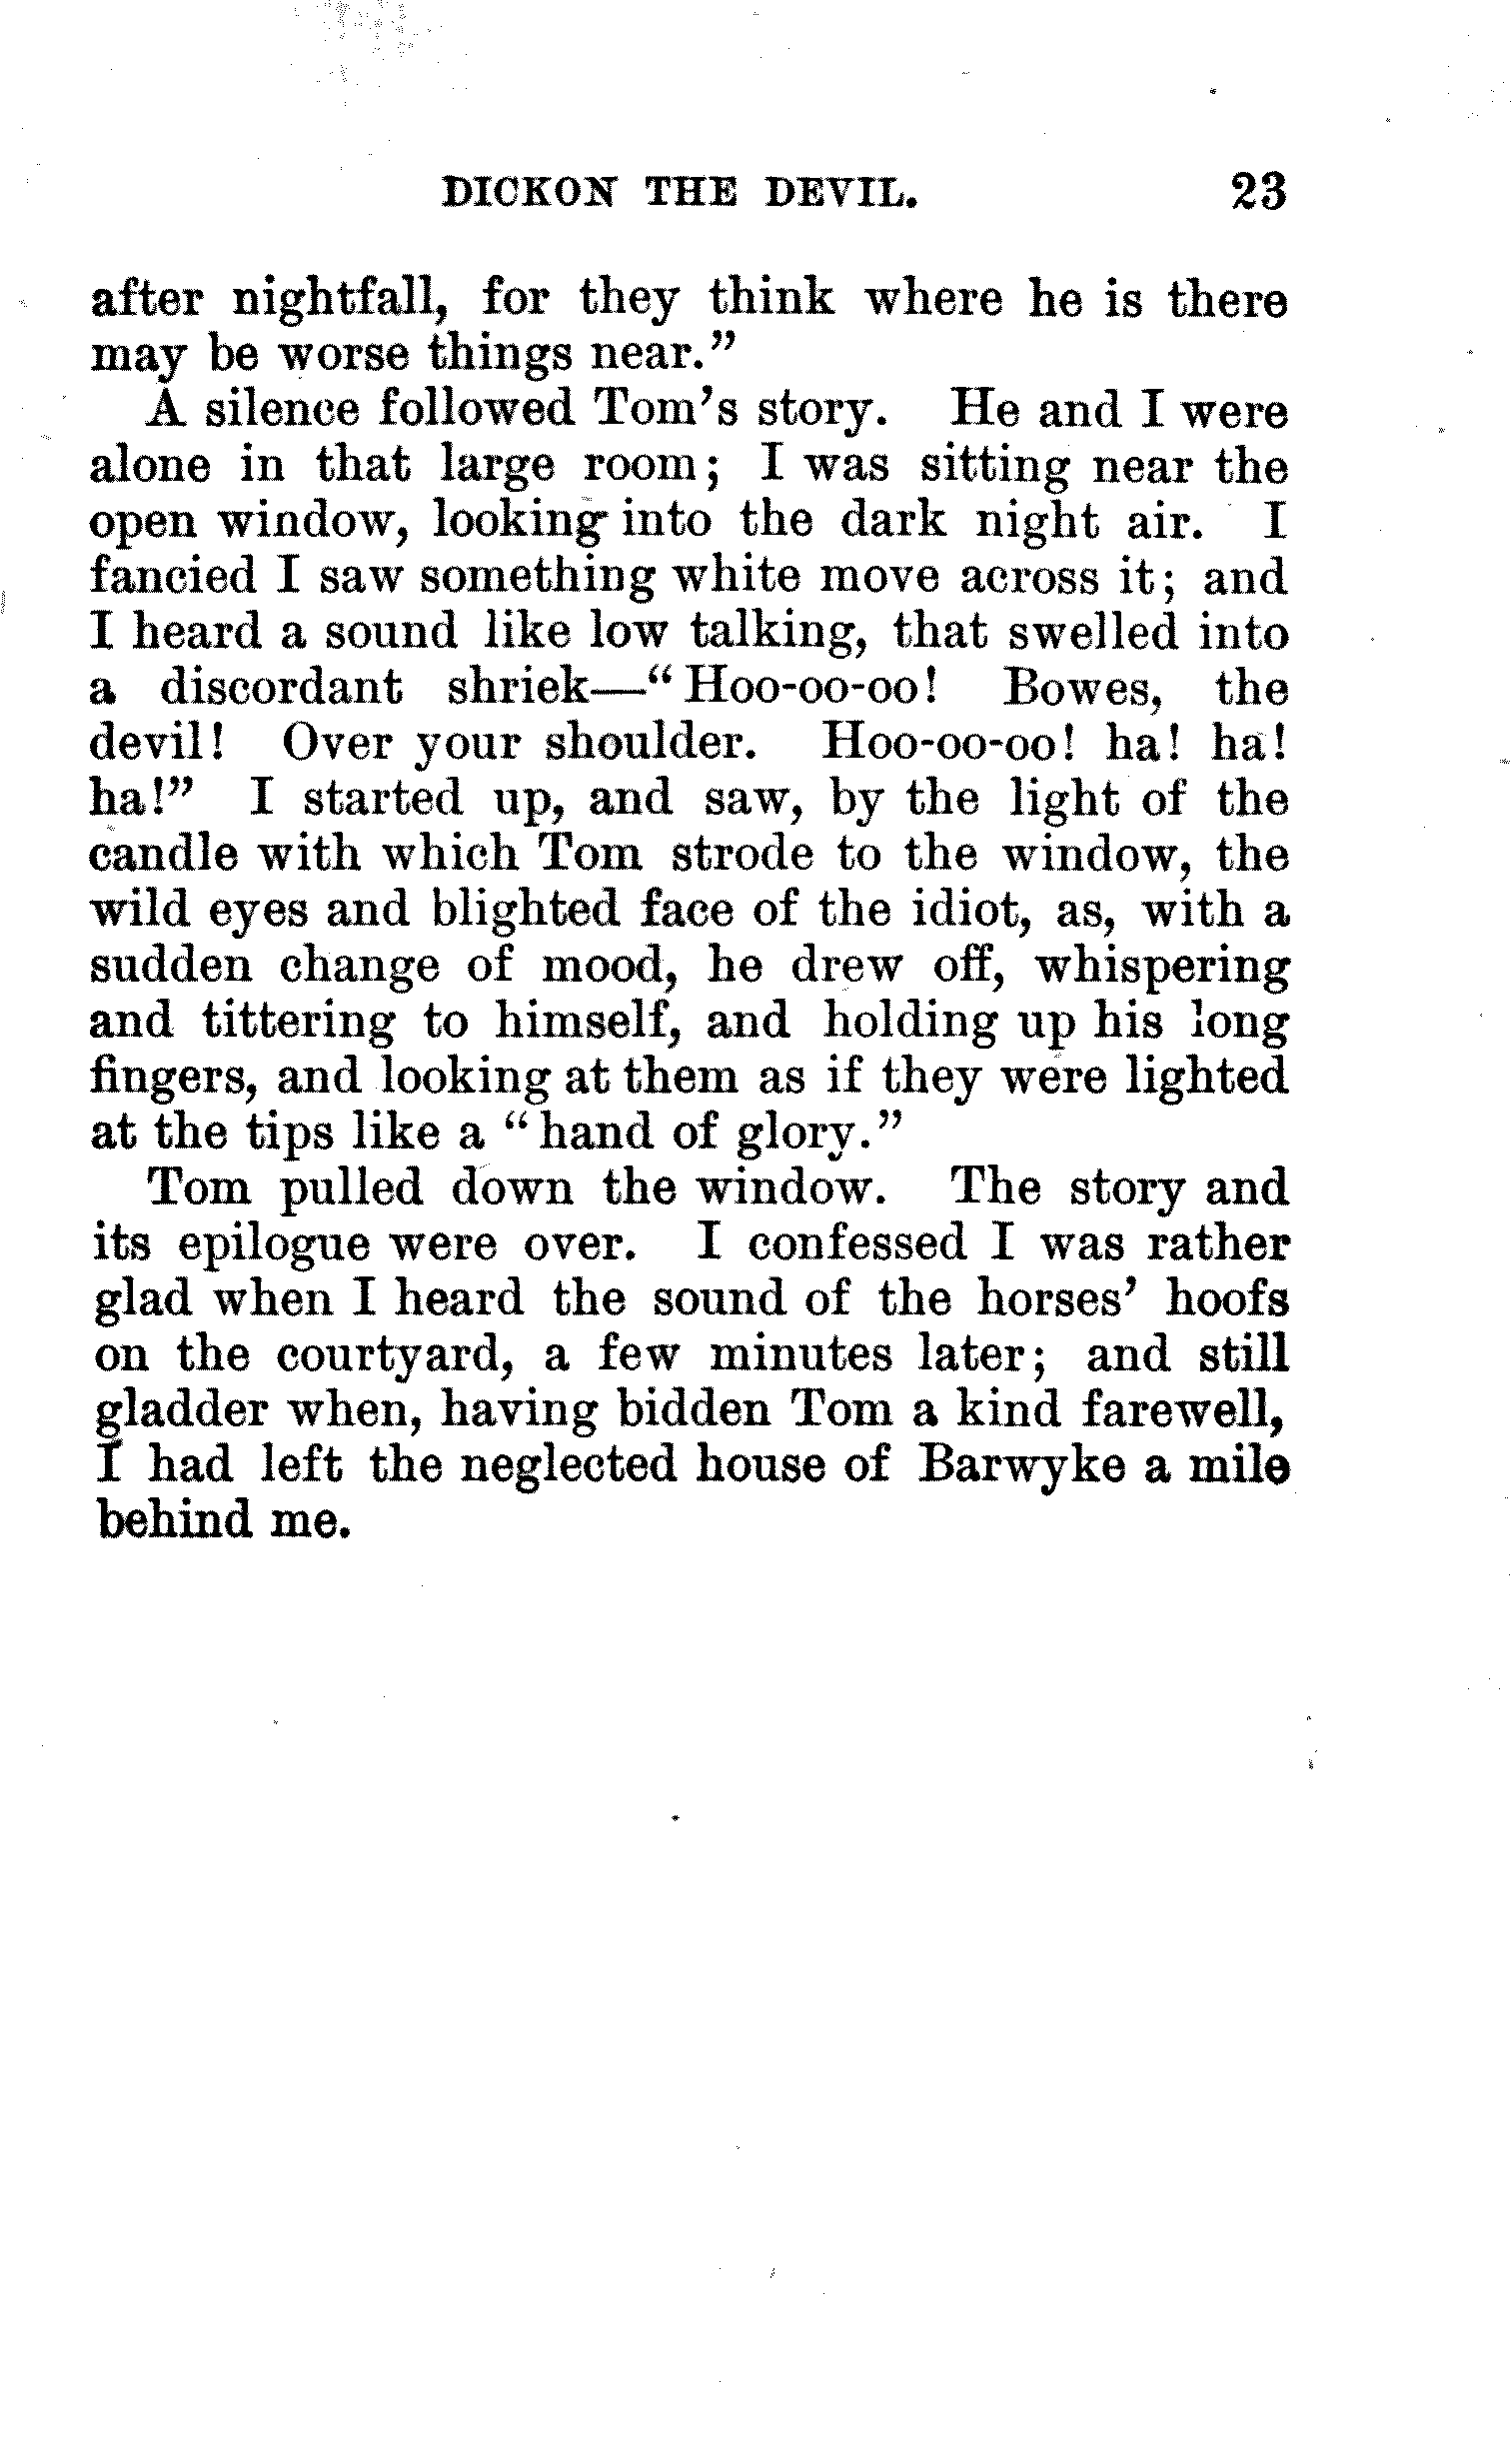 DICKON THE DEVIL. 23
after nightfall, for they think where he is there
may be worse things near.”
A silence followed Tom’s story. He and I were
alone in that large room; I was sitting near the
open window, looking into the dark night air. I
fancied I saw something white move across it; and
I heard a sound like low talking, that swelled into
a discordant shriek—“Hoo-oo-oo! Bowes, the
devil! Over your shoulder. Hoo-oo-oo! ha! ha!
ha!” I started up, and saw, by the light of the
candle with which Tom strode to the window, the
wild eyes and blighted face of the idiot, as, with a
sudden change of mood, he drew off, whispering
and tittering to himself, and holding up his long
fingers, and looking at them as if they were lighted
at the tips like a “hand of glory.”
Tom pulled down the window. The story and
its epilogue were over. I confessed I was rather
glad when I heard the sound of the horses’ hoofs
on the courtyard, a few minutes later; and still
gladder when, having bidden Tom a kind farewell,
I had left the neglected house of Barwyke a mile
behind me.